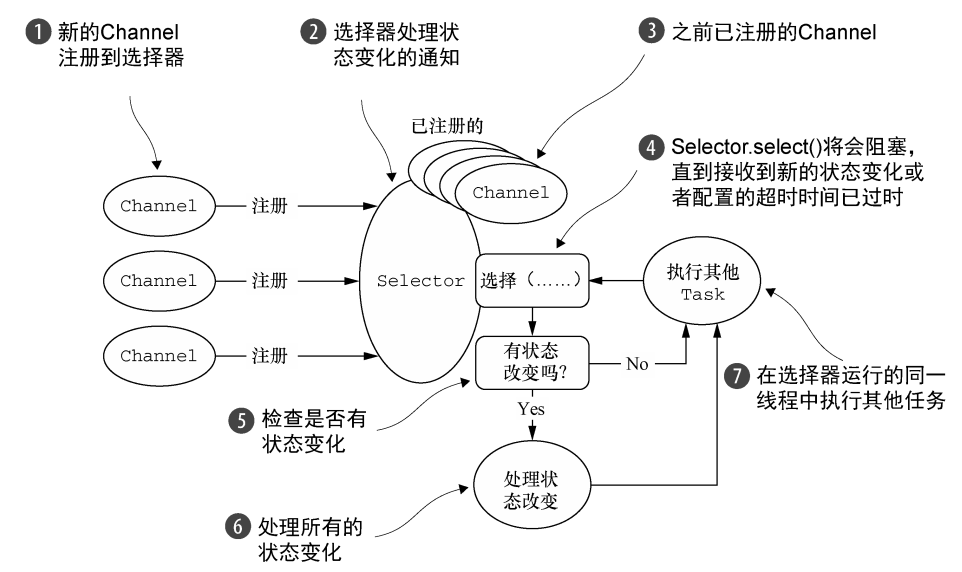 1 新的Channel
注册到选择器
2 选择器处理状
态变化的通知
3 之前已注册的Channel
已注册的
Channel
4 Selector.select()将会阻塞，
直到接收到新的状态变化或
者配置的超时时间已过时
Channel
注册
Channel
注册
Channel
注册
Selector
选择（……）
执行其他
Task
有状态
改变吗？
No
Yes
7 在选择器运行的同一
线程中执行其他任务
5 检查是否有
状态变化
处理状
态改变
6 处理所有的
状态变化